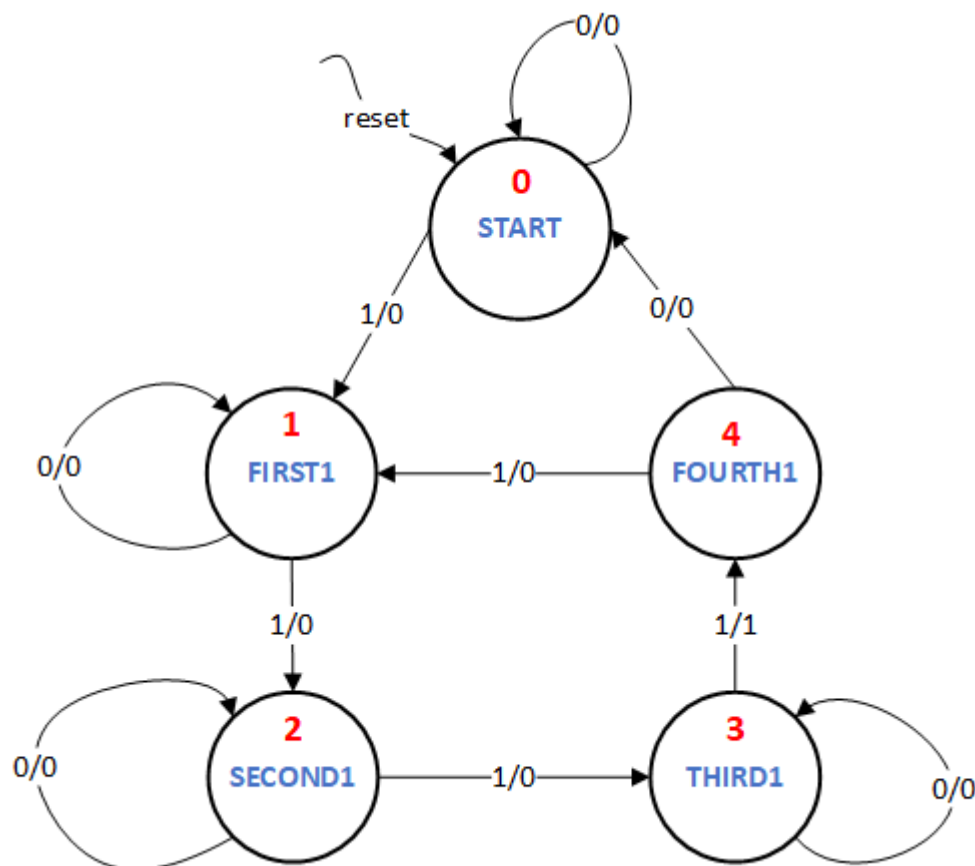 0/0
reset
0
START
1/0
0/0
1
FIRST1
0/0
1/0
4
FOURTH1
1/0
1/1
2
SECOND1
0/0
1/0
3
THIRD1
0/0